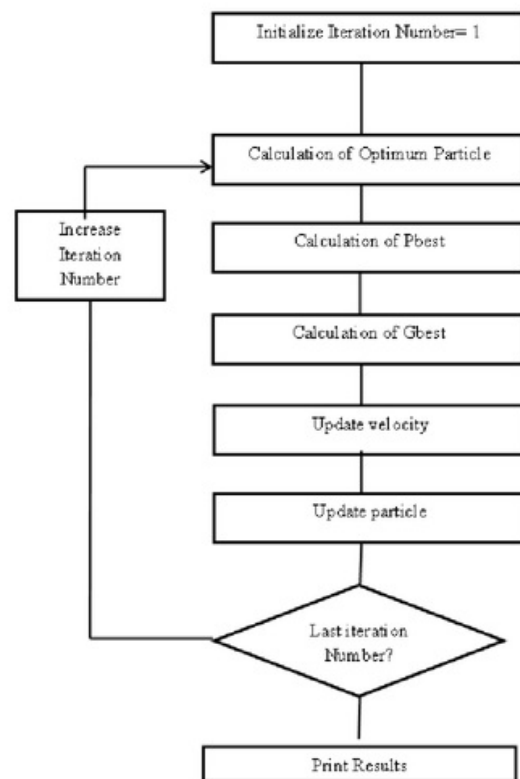 Initialize Iteration Number= 1
Calculation of Optimum Particle
Increase
Iteration
Number
Calculation of Pbest
Calculation of Gbest
Update velocity
Update particle
Last iteration
Number?
Print Results